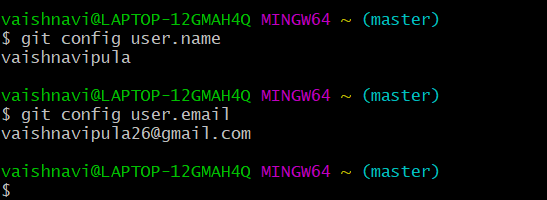 vaishnavi@LAPTOP-12GMAH4Q MINGW64 ~ (master)
$ git config user.name
vaishnavipula
vaishnavi@LAPTOP-12GMAH4Q MINGW64 ~ (master)
$ git config user.email
vaishnavipula26@gmail.com
vaishnavi@LAPTOP-12GMAH4Q MINGW64 ~ (master)
$